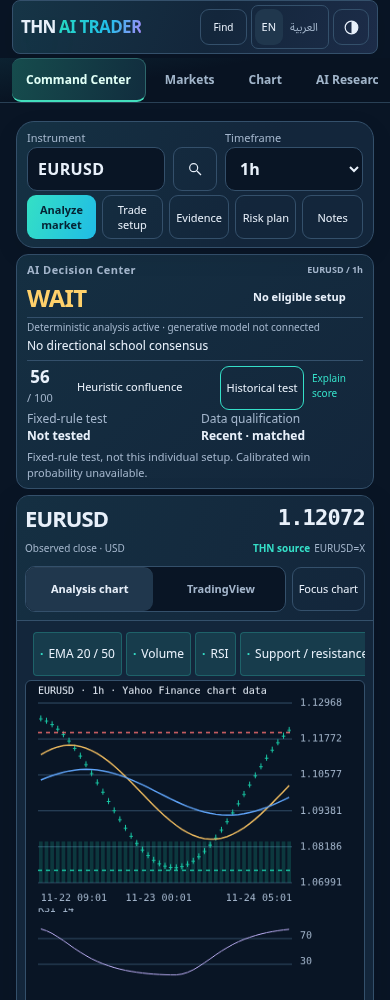 THN AI TRADER
Find
EN
العربية
Command Center
Markets
Chart
AI Researc
Instrument
Timeframe
EURUSD
1h
Analyze market
Trade setup
Evidence
Risk plan
Notes
AI Decision Center
EURUSD / 1h
WAIT
No eligible setup
Deterministic analysis active · generative model not connected
No directional school consensus
56
/ 100
Heuristic confluence
Historical test
Explain score
Fixed-rule test
Data qualification
Not tested
Recent · matched
Fixed-rule test, not this individual setup. Calibrated win
probability unavailable.
EURUSD
1.12072
Observed close · USD
THN source EURUSD=X
Analysis chart
TradingView
Focus chart
· EMA 20 / 50
· Volume
· RSI
· Support / resistance
EURUSD · 1h · Yahoo Finance chart data
1.12968
1.11772
1.10577
1.09381
1.08186
1.06991
11-22 09:01
11-23 00:01
11-24 05:01
RSI 14
70
30